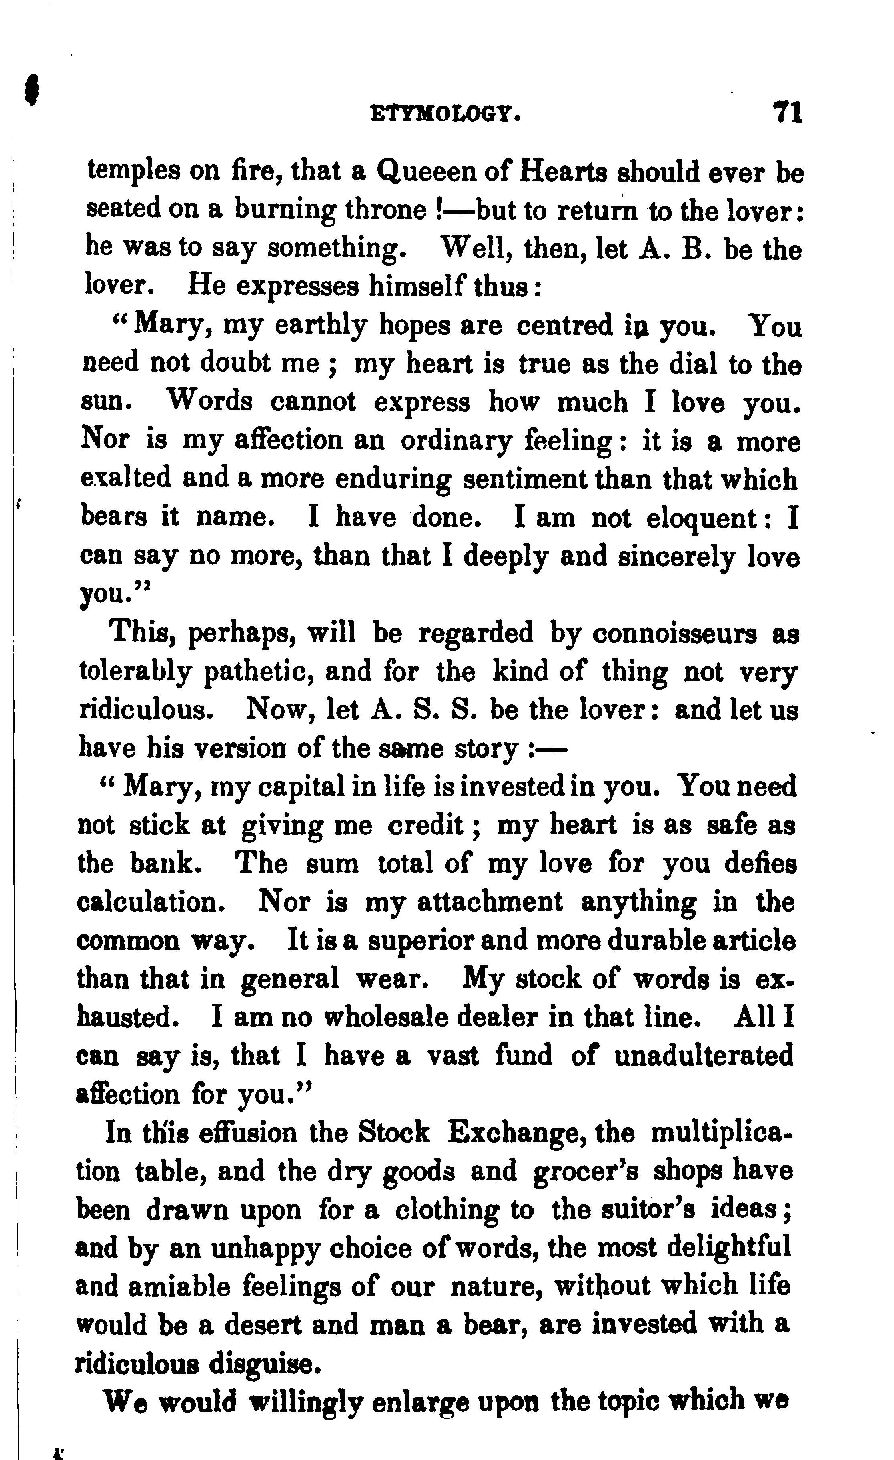 ETYMOLOGY. 71
temples on fire, that a Queeen of Hearts should ever be
seated on a burning throne !—but to return to the lover:
he was to say something. Well, then, let A. B. be the
lover. He expresses himself thus :
“ Mary, my earthly hopes are centred in you. You
need not doubt me ; my heart is true as the dial to the
sun. Words cannot express how much I love you.
Nor is my affection an ordinary feeling : it is a more
exalted and a more enduring sentiment than that which
bears it name. I have done. I am not eloquent : I
can say no more, than that I deeply and sincerely love
you.”
This, perhaps, will be regarded by connoisseurs as
tolerably pathetic, and for the kind of thing not very
ridiculous. Now, let A. S. S. be the lover : and let us
have his version of the same story :—
“ Mary, my capital in life is invested in you. You need
not stick at giving me credit ; my heart is as safe as
the bank. The sum total of my love for you defies
calculation. Nor is my attachment anything in the
common way. It is a superior and more durable article
than that in general wear. My stock of words is ex-
hausted. I am no wholesale dealer in that line. All I
can say is, that I have a vast fund of unadulterated
affection for you.”
In this effusion the Stock Exchange, the multiplica-
tion table, and the dry goods and grocer’s shops have
been drawn upon for a clothing to the suitor’s ideas ;
and by an unhappy choice of words, the most delightful
and amiable feelings of our nature, without which life
would be a desert and man a bear, are invested with a
ridiculous disguise.
We would willingly enlarge upon the topic which we